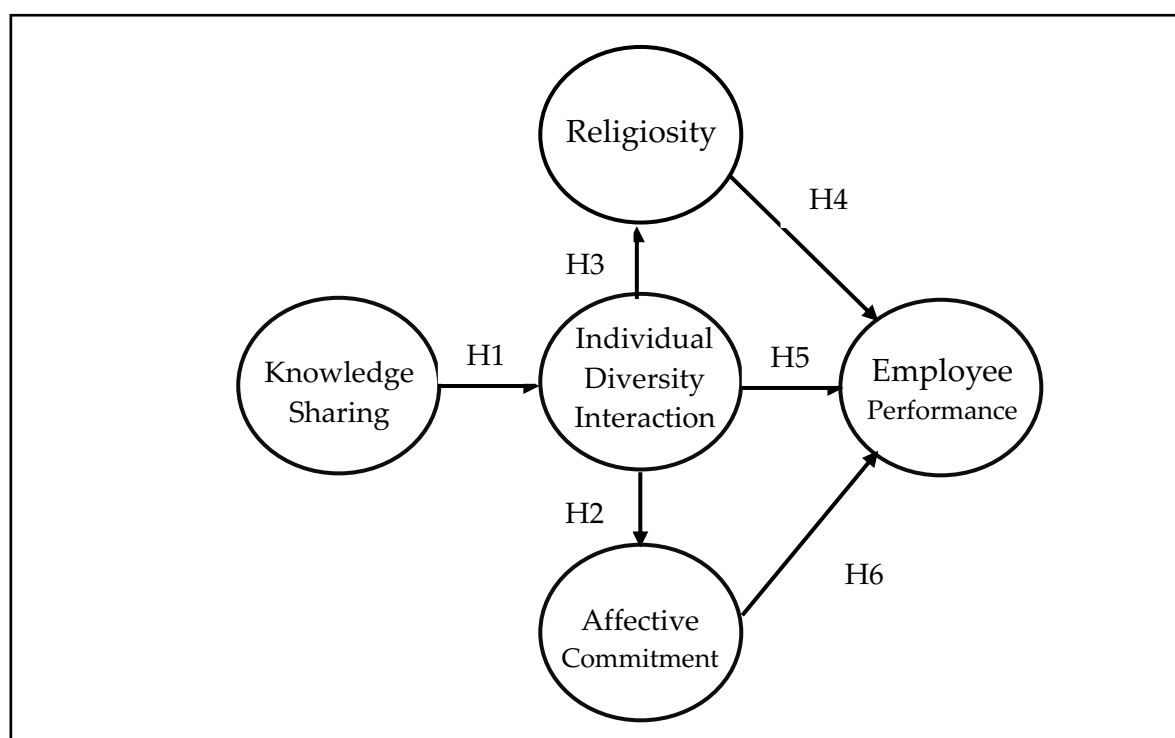 Religiosity
H4
H3
Knowledge
Sharing
H1
Individual
Diversity
Interaction
H5
Employee
Performance
H2
H6
Affective
Commitment